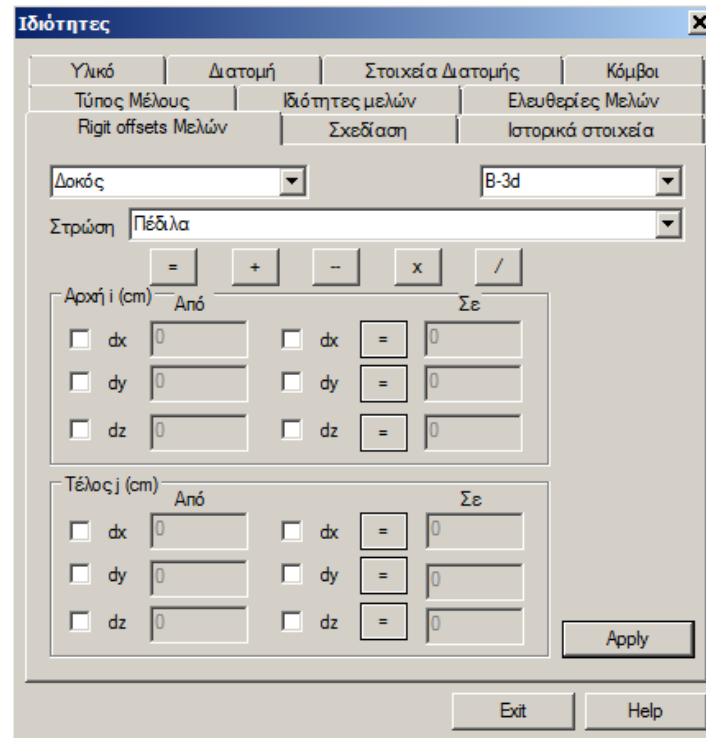 Ιδιότητες
Υλικό Διατομή Στοιχεία Διατομής Κόμβοι
Τύπος Μέλους Ιδιότητες μελών Ελευθερίες Μελών
Rigit offsets Μελών Σχεδίαση Ιστορικά στοιχεία
Δοκός B-3d
Στρώση Πέδιλα
= + -- x /
Αρχή i (cm) Από Σε
dx 0 dx = 0
dy 0 dy = 0
dz 0 dz = 0
Τέλος j (cm) Από Σε
dx 0 dx = 0
dy 0 dy = 0
dz 0 dz = 0
Apply
Exit Help